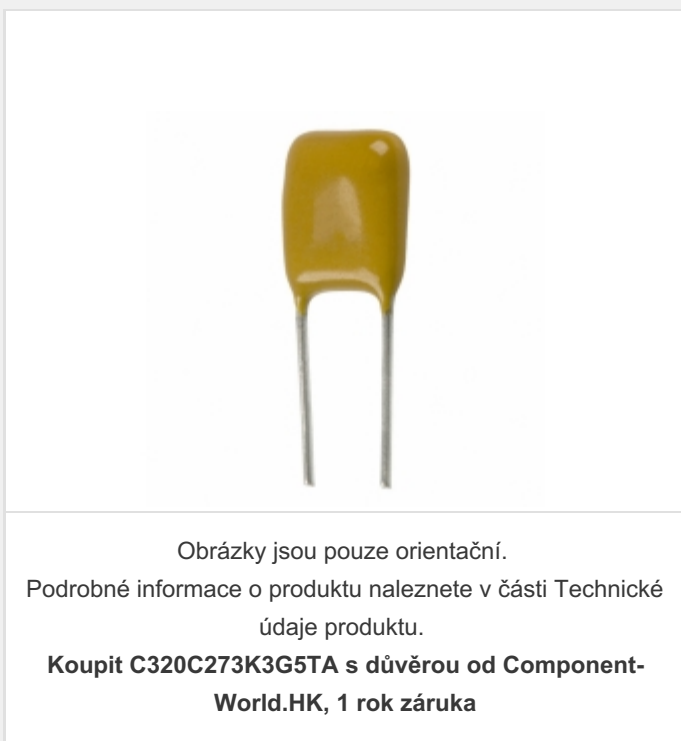 Obrázky jsou pouze orientační.
Podrobné informace o produktu naleznete v části Technické
údaje produktu.
Koupit C320C273K3G5TA s důvěrou od Component-
World.HK, 1 rok záruka